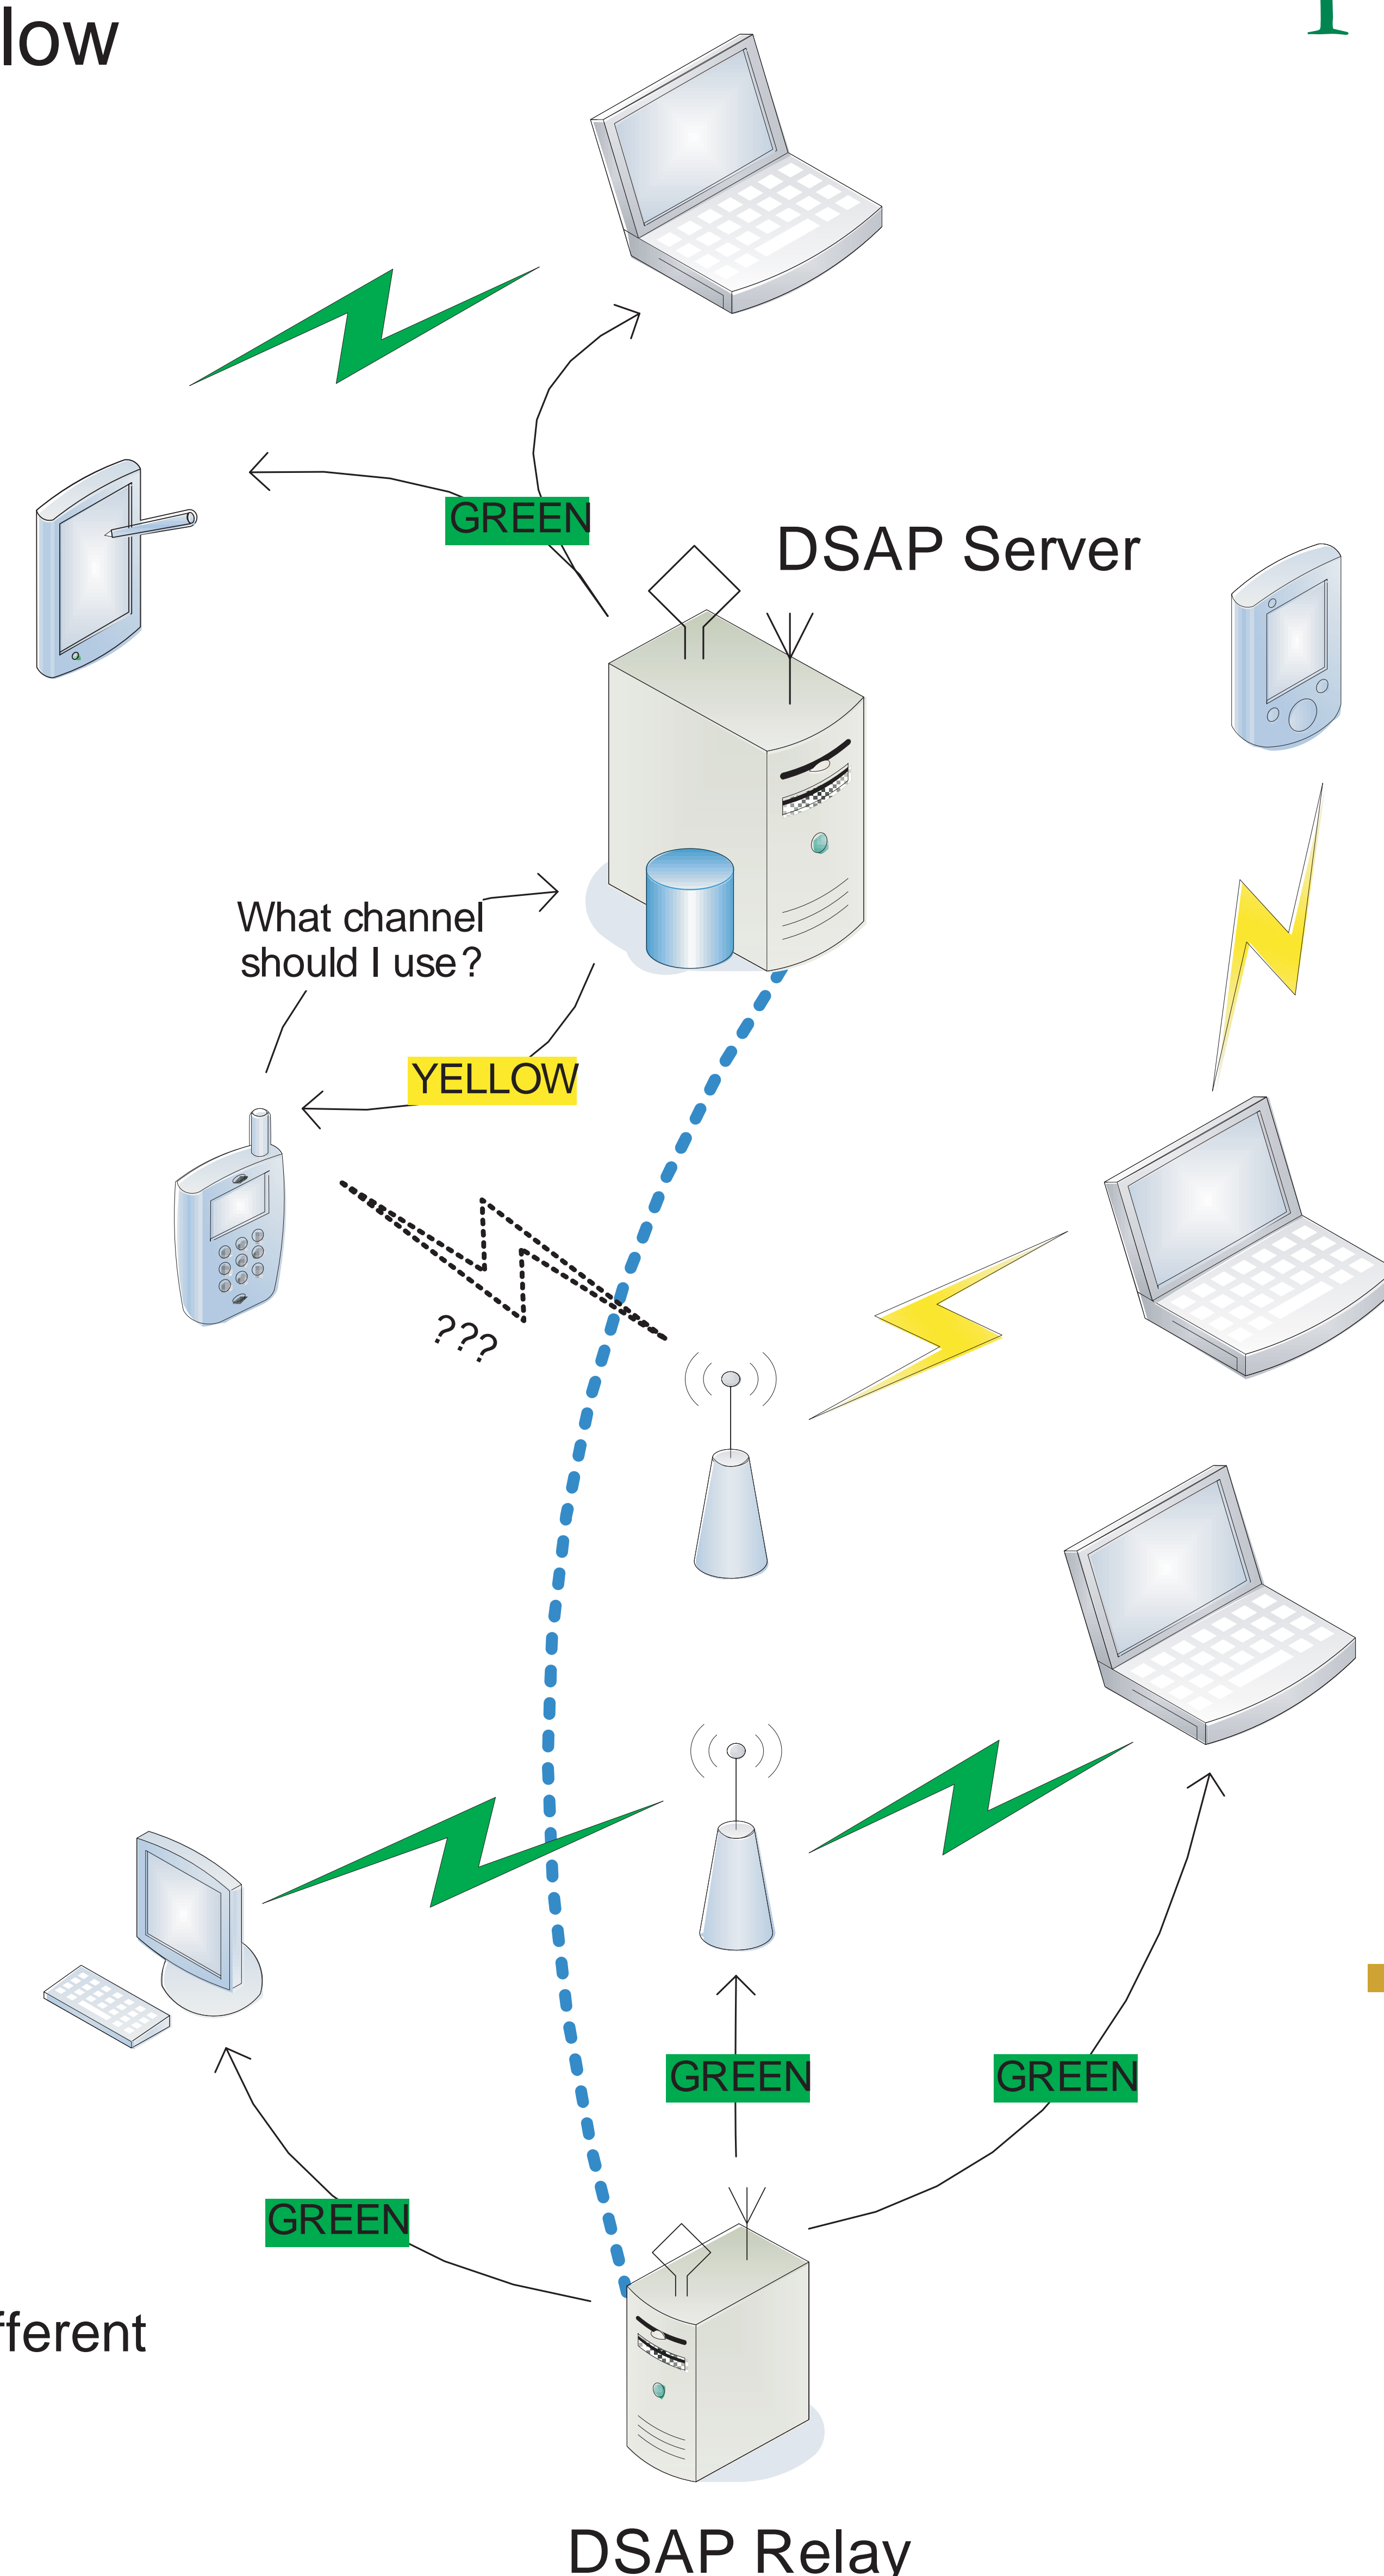 low
GREEN
DSAP Server
What channel
should I use?
YELLOW
???
GREEN
GREEN
GREEN
fferent
DSAP Relay